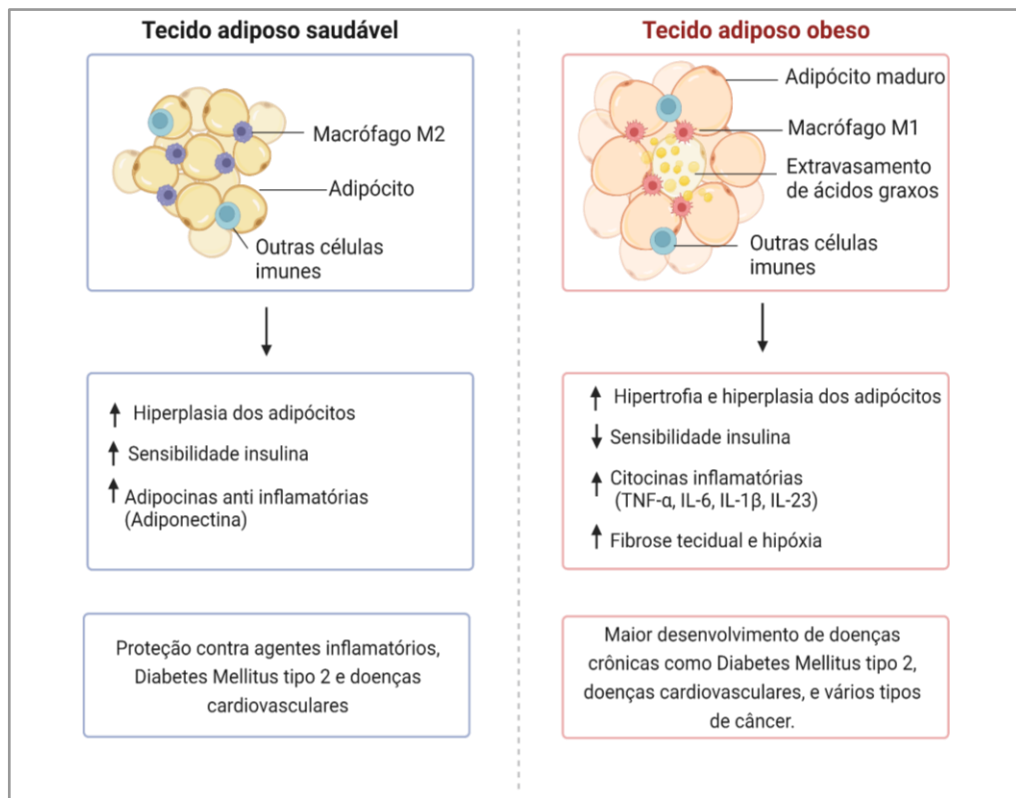 Tecido adiposo saudável
Macrófago M2
Adipócito
Outras células
imunes
Hiperplasia dos adipócitos
Sensibilidade insulina
Adipocinas anti inflamatórias
(Adiponectina)
Proteção contra agentes inflamatórios,
Diabetes Mellitus tipo 2 e doenças
cardiovasculares
Tecido adiposo obeso
Adipócito maduro
Macrófago M1
Extravasamento
de ácidos graxos
Outras células
imunes
Hipertrofia e hiperplasia dos adipócitos
Sensibilidade insulina
Citocinas inflamatórias
(TNF-α, IL-6, IL-1β, IL-23)
Fibrose tecidual e hipóxia
Maior desenvolvimento de doenças
crônicas como Diabetes Mellitus tipo 2,
doenças cardiovasculares, e vários tipos
de câncer.